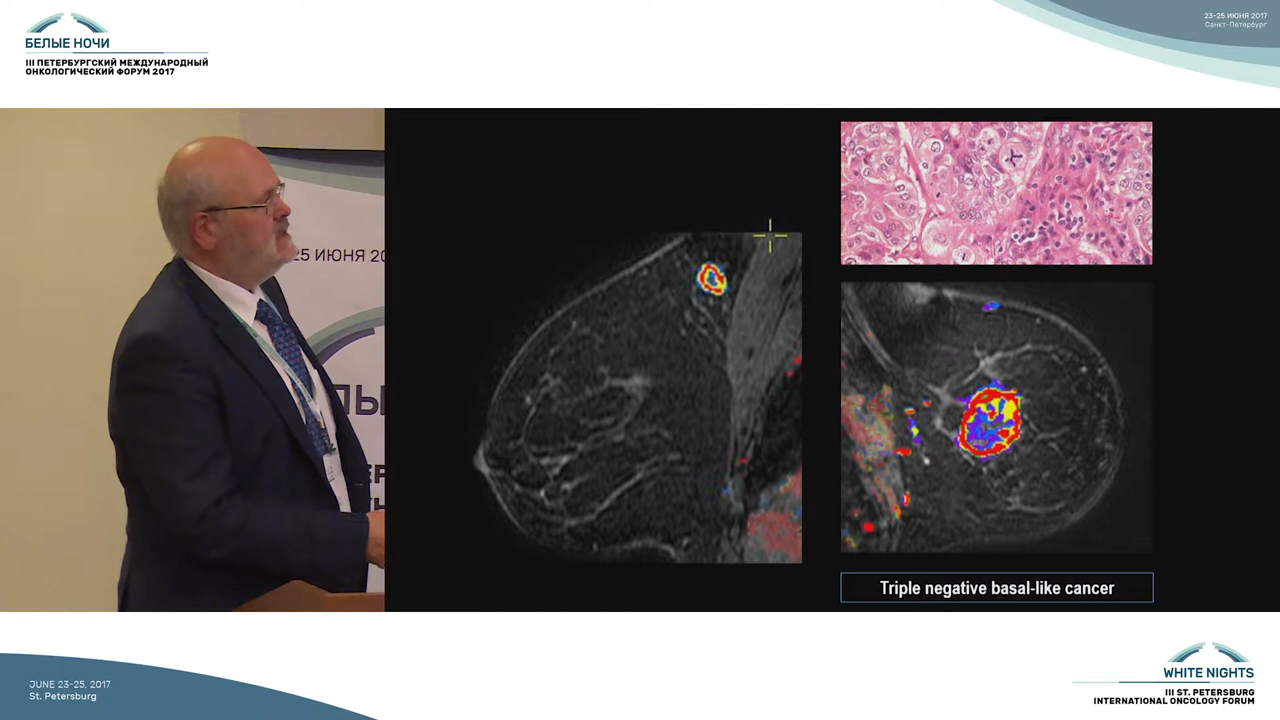 БЕЛЫЕ НОЧИ
III ПЕТЕРБУРГСКИЙ МЕЖДУНАРОДНЫЙ
ОНКОЛОГИЧЕСКИЙ ФОРУМ 2017
23-25 ИЮНЯ 2017
Санкт-Петербург
25 ИЮНЯ 20
Triple negative basal-like cancer
JUNE 23-25, 2017
St. Petersburg
WHITE NIGHTS
III ST. PETERSBURG
INTERNATIONAL ONCOLOGY FORUM